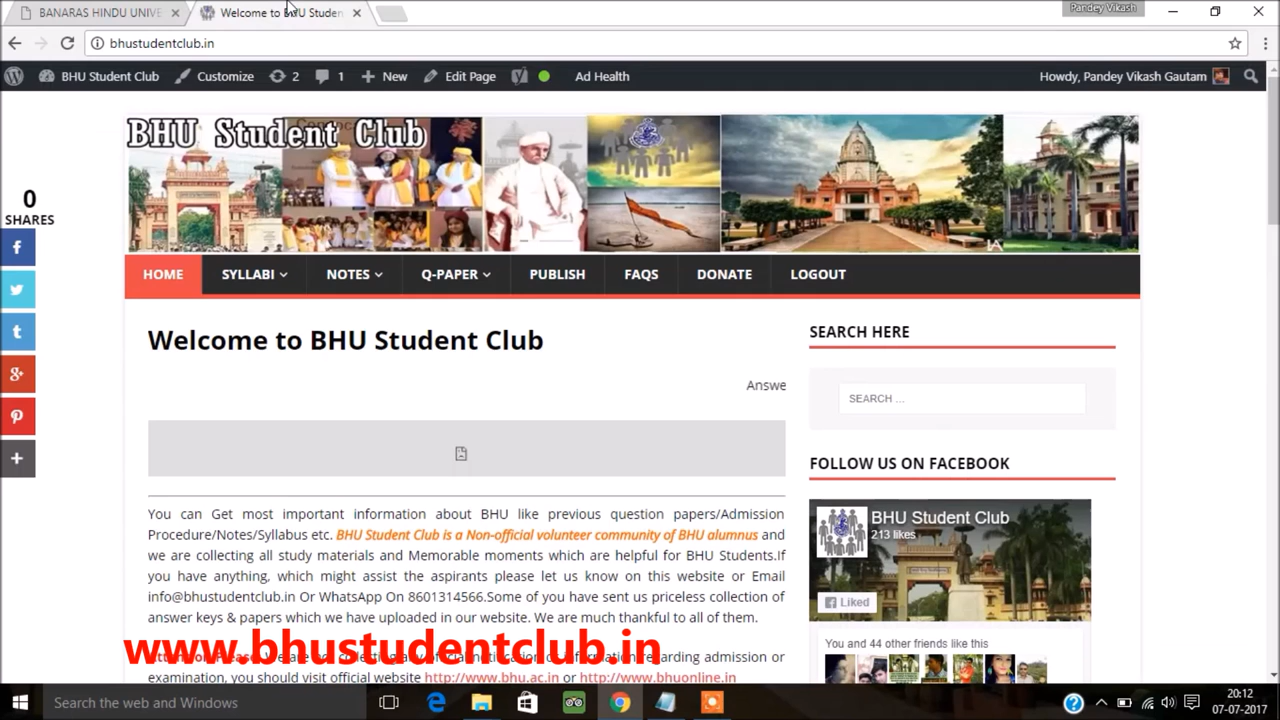 BANARAS HINDU UNIVE
Welcome to BHU Studen
Pandey Vikash
bhustudentclub.in
BHU Student Club
Customize
2
1
New
Edit Page
Ad Health
Howdy, Pandey Vikash Gautam
BHU Student Club
0
SHARES
HOME
SYLLABI
NOTES
Q-PAPER
PUBLISH
FAQS
DONATE
LOGOUT
Welcome to BHU Student Club
Answe
You can Get most important information about BHU like previous question papers/Admission
Procedure/Notes/Syllabus etc. BHU Student Club is a Non-official volunteer community of BHU alumnus and
we are collecting all study materials and Memorable moments which are helpful for BHU Students.If
you have anything, which might assist the aspirants please let us know on this website or Email
info@bhustudentclub.in Or WhatsApp On 8601314566.Some of you have sent us priceless collection of
answer keys & papers which we have uploaded in our website. We are much thankful to all of them.
www.bhustudentclub.in
regarding admission or
examination, you should visit official website http://www.bhu.ac.in or http://www.bhuonline.in
SEARCH HERE
SEARCH ...
FOLLOW US ON FACEBOOK
BHU Student Club
213 likes
Liked
You and 44 other friends like this
Search the web and Windows
20:12
07-07-2017